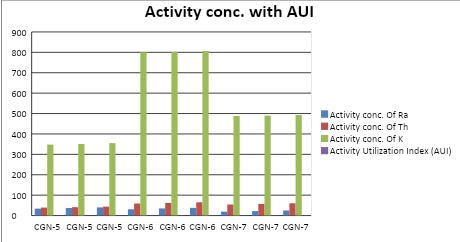 Activity conc. with AUI
900
800
700
600
500
400
300
200
100
0
CGN-5 CGN-5 CGN-5 CGN-6 CGN-6 CGN-6 CGN-7 CGN-7 CGN-7
Activity conc. Of Ra
Activity conc. Of Th
Activity conc. Of K
Activity Utilization Index (AUI)